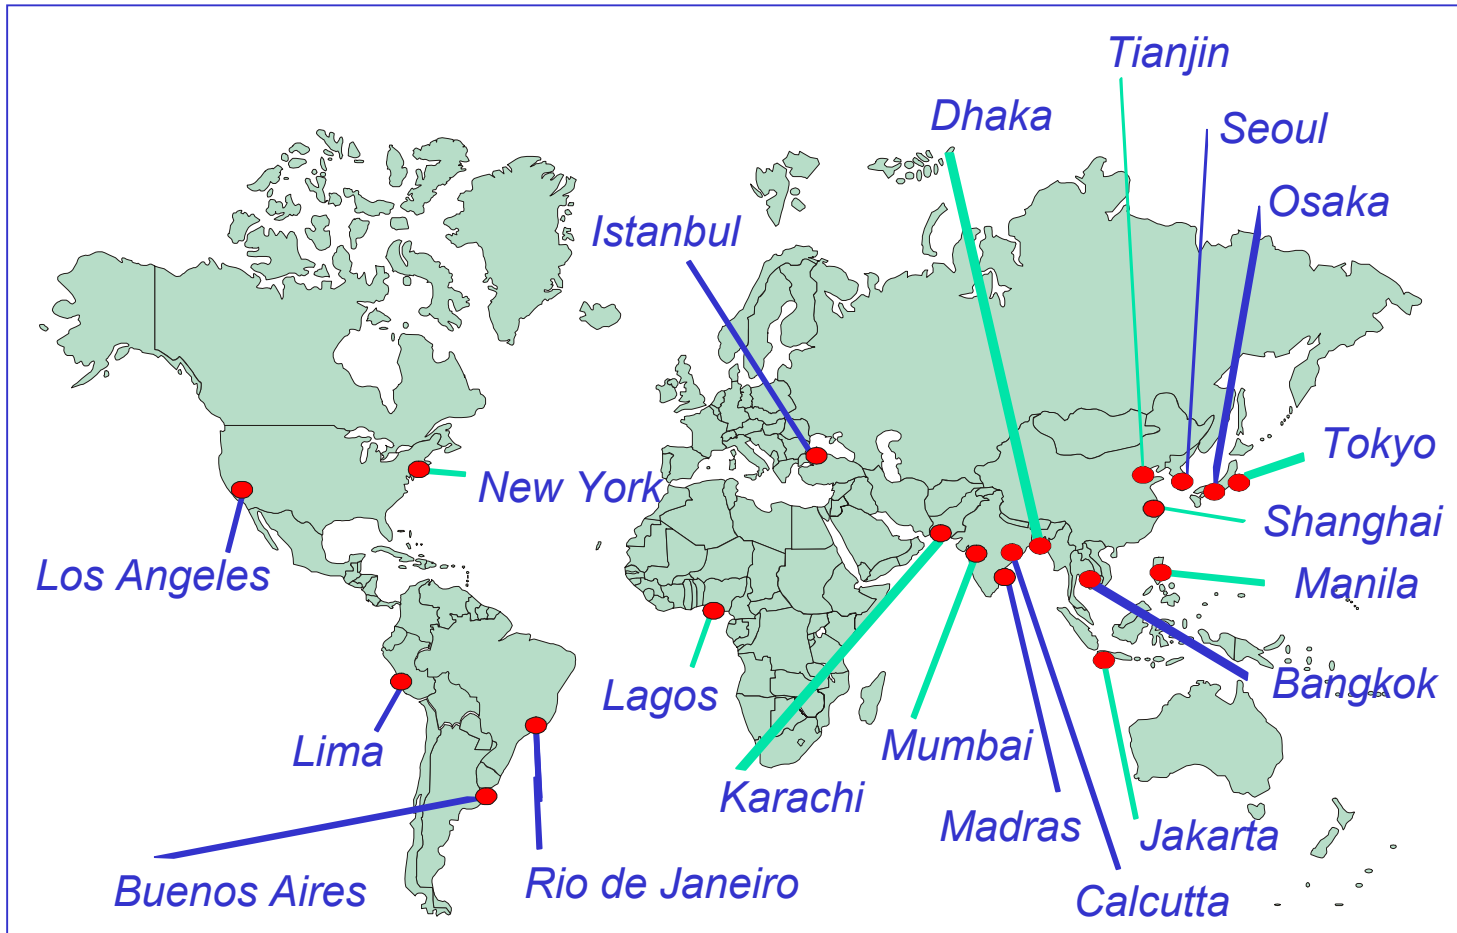 Tianjin
Dhaka
Seoul
Osaka
Istanbul
Tokyo
New York
Shanghai
Los Angeles
Manila
Lagos
Bangkok
Lima
Mumbai
Karachi
Madras
Jakarta
Buenos Aires
Rio de Janeiro
Calcutta